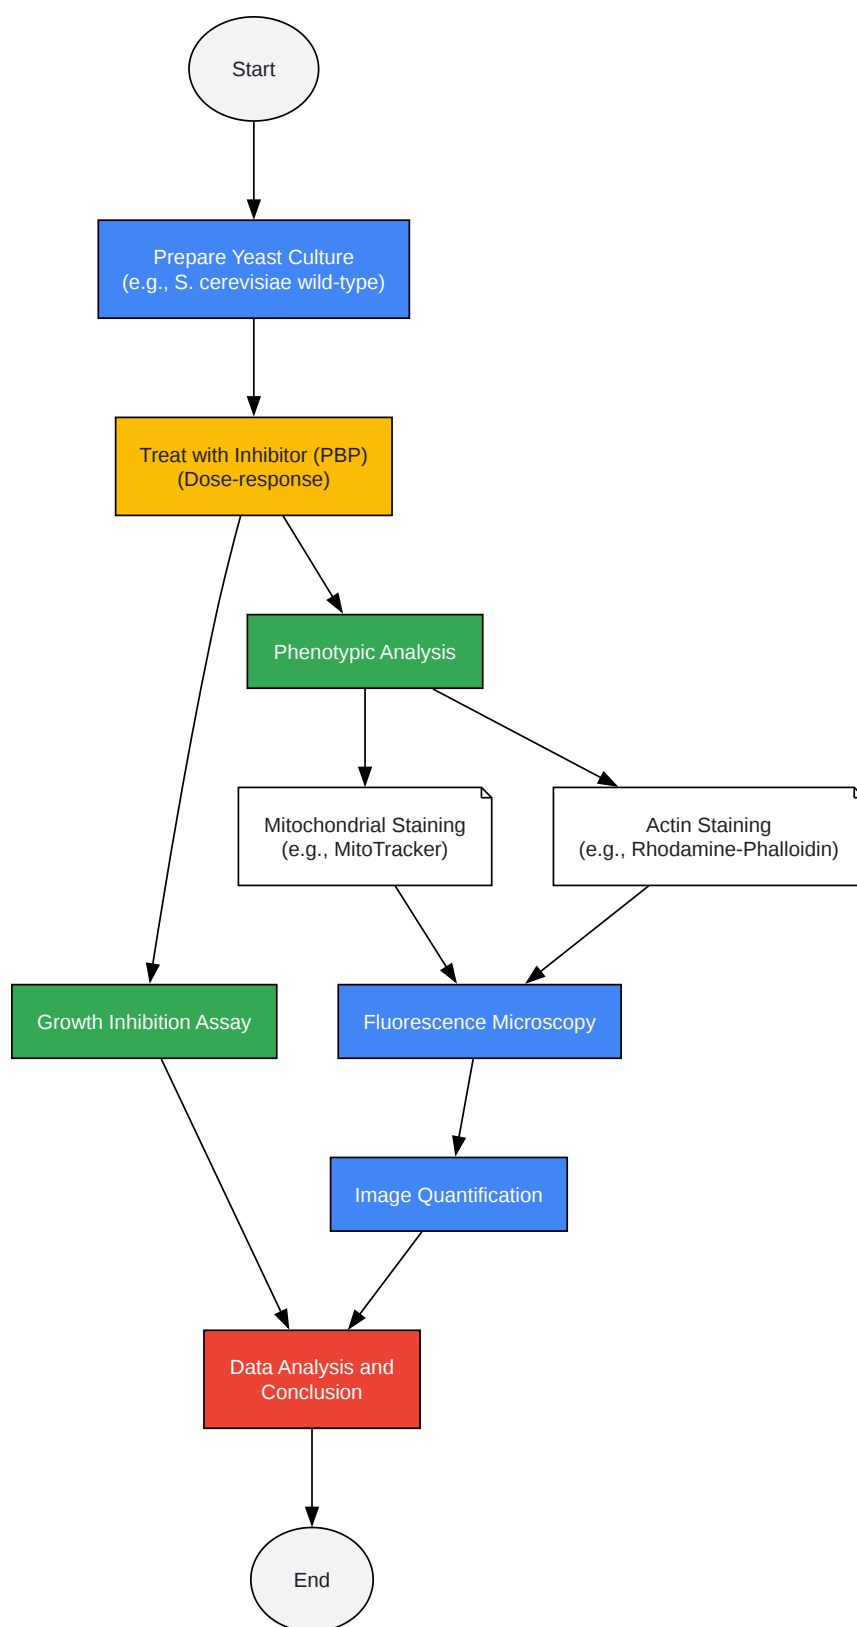 Start
Prepare Yeast Culture
(e.g., S. cerevisiae wild-type)
Treat with Inhibitor (PBP)
(Dose-response)
Phenotypic Analysis
Mitochondrial Staining
(e.g., MitoTracker)
Actin Staining
(e.g., Rhodamine-Phalloidin)
Growth Inhibition Assay
Fluorescence Microscopy
Image Quantification
Data Analysis and
Conclusion
End